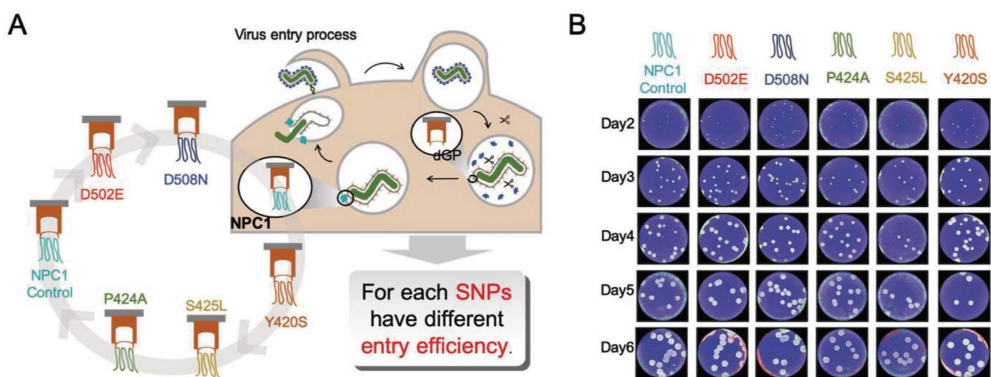 A
Virus entry process
dGP
NPC1
D502E
D508N
NPC1
Control
P424A
S425L
Y420S
For each SNPs
have different
entry efficiency.
B
NPC1
Control
D502E
D508N
P424A
S425L
Y420S
Day2
Day3
Day4
Day5
Day6